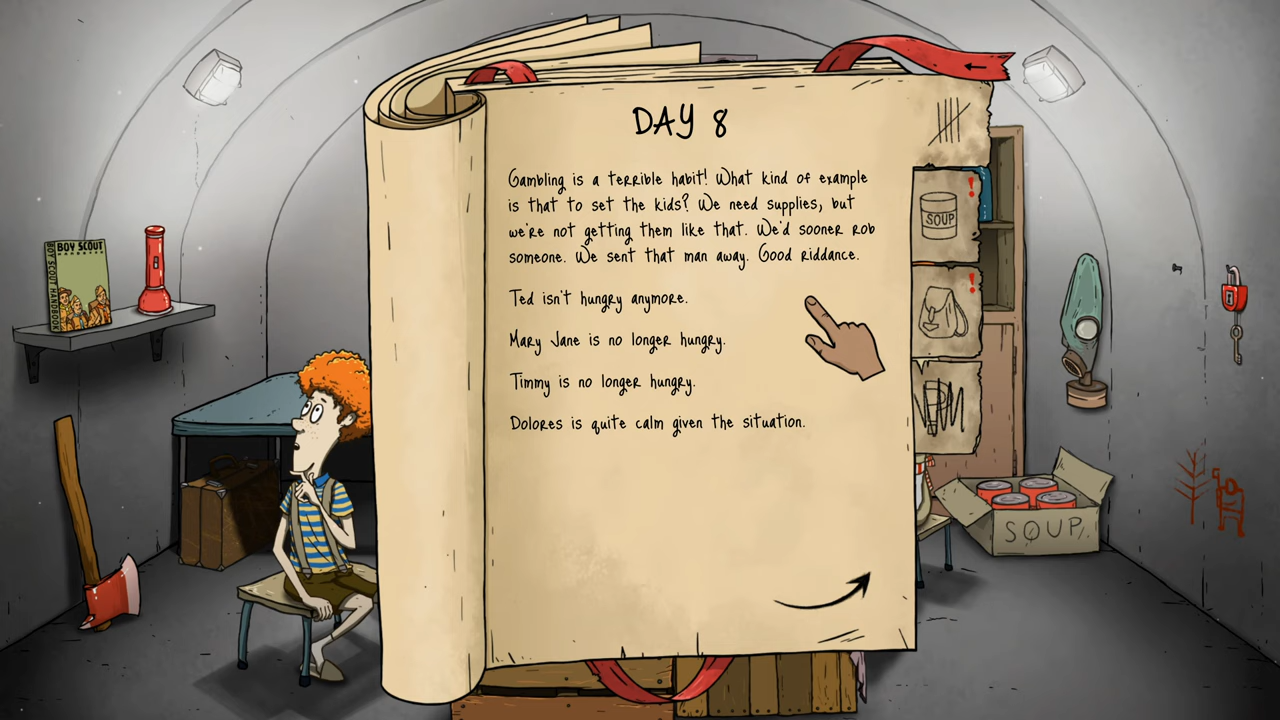 DAY 8
Gambling is a terrible habit! What kind of example
is that to set the kids? We need supplies, but
we're not getting them like that. We'd sooner rob
someone. We sent that man away. Good riddance.
Ted isn't hungry anymore.
Mary Jane is no longer hungry.
Timmy is no longer hungry.
Dolores is quite calm given the situation.
SOUP
!
!
BOY SCOUT
HANDBOOK
BOY SCOUT HANDBOOK
SOUP